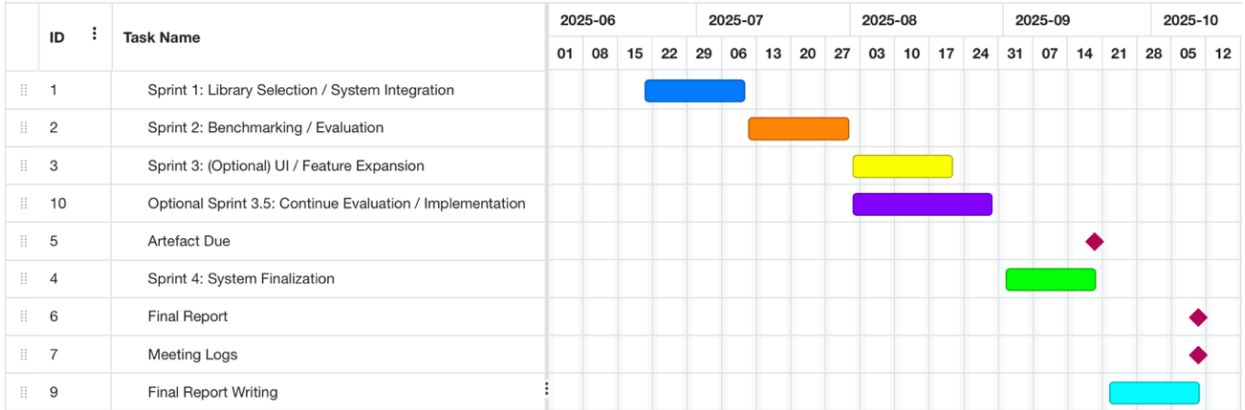 ID Task Name 2025-06 2025-07 2025-08 2025-09 2025-10
01 08 15 22 29 06 13 20 27 03 10 17 24 31 07 14 21 28 05 12
1 Sprint 1: Library Selection / System Integration
2 Sprint 2: Benchmarking / Evaluation
3 Sprint 3: (Optional) UI / Feature Expansion
10 Optional Sprint 3.5: Continue Evaluation / Implementation
5 Artefact Due
4 Sprint 4: System Finalization
6 Final Report
7 Meeting Logs
9 Final Report Writing